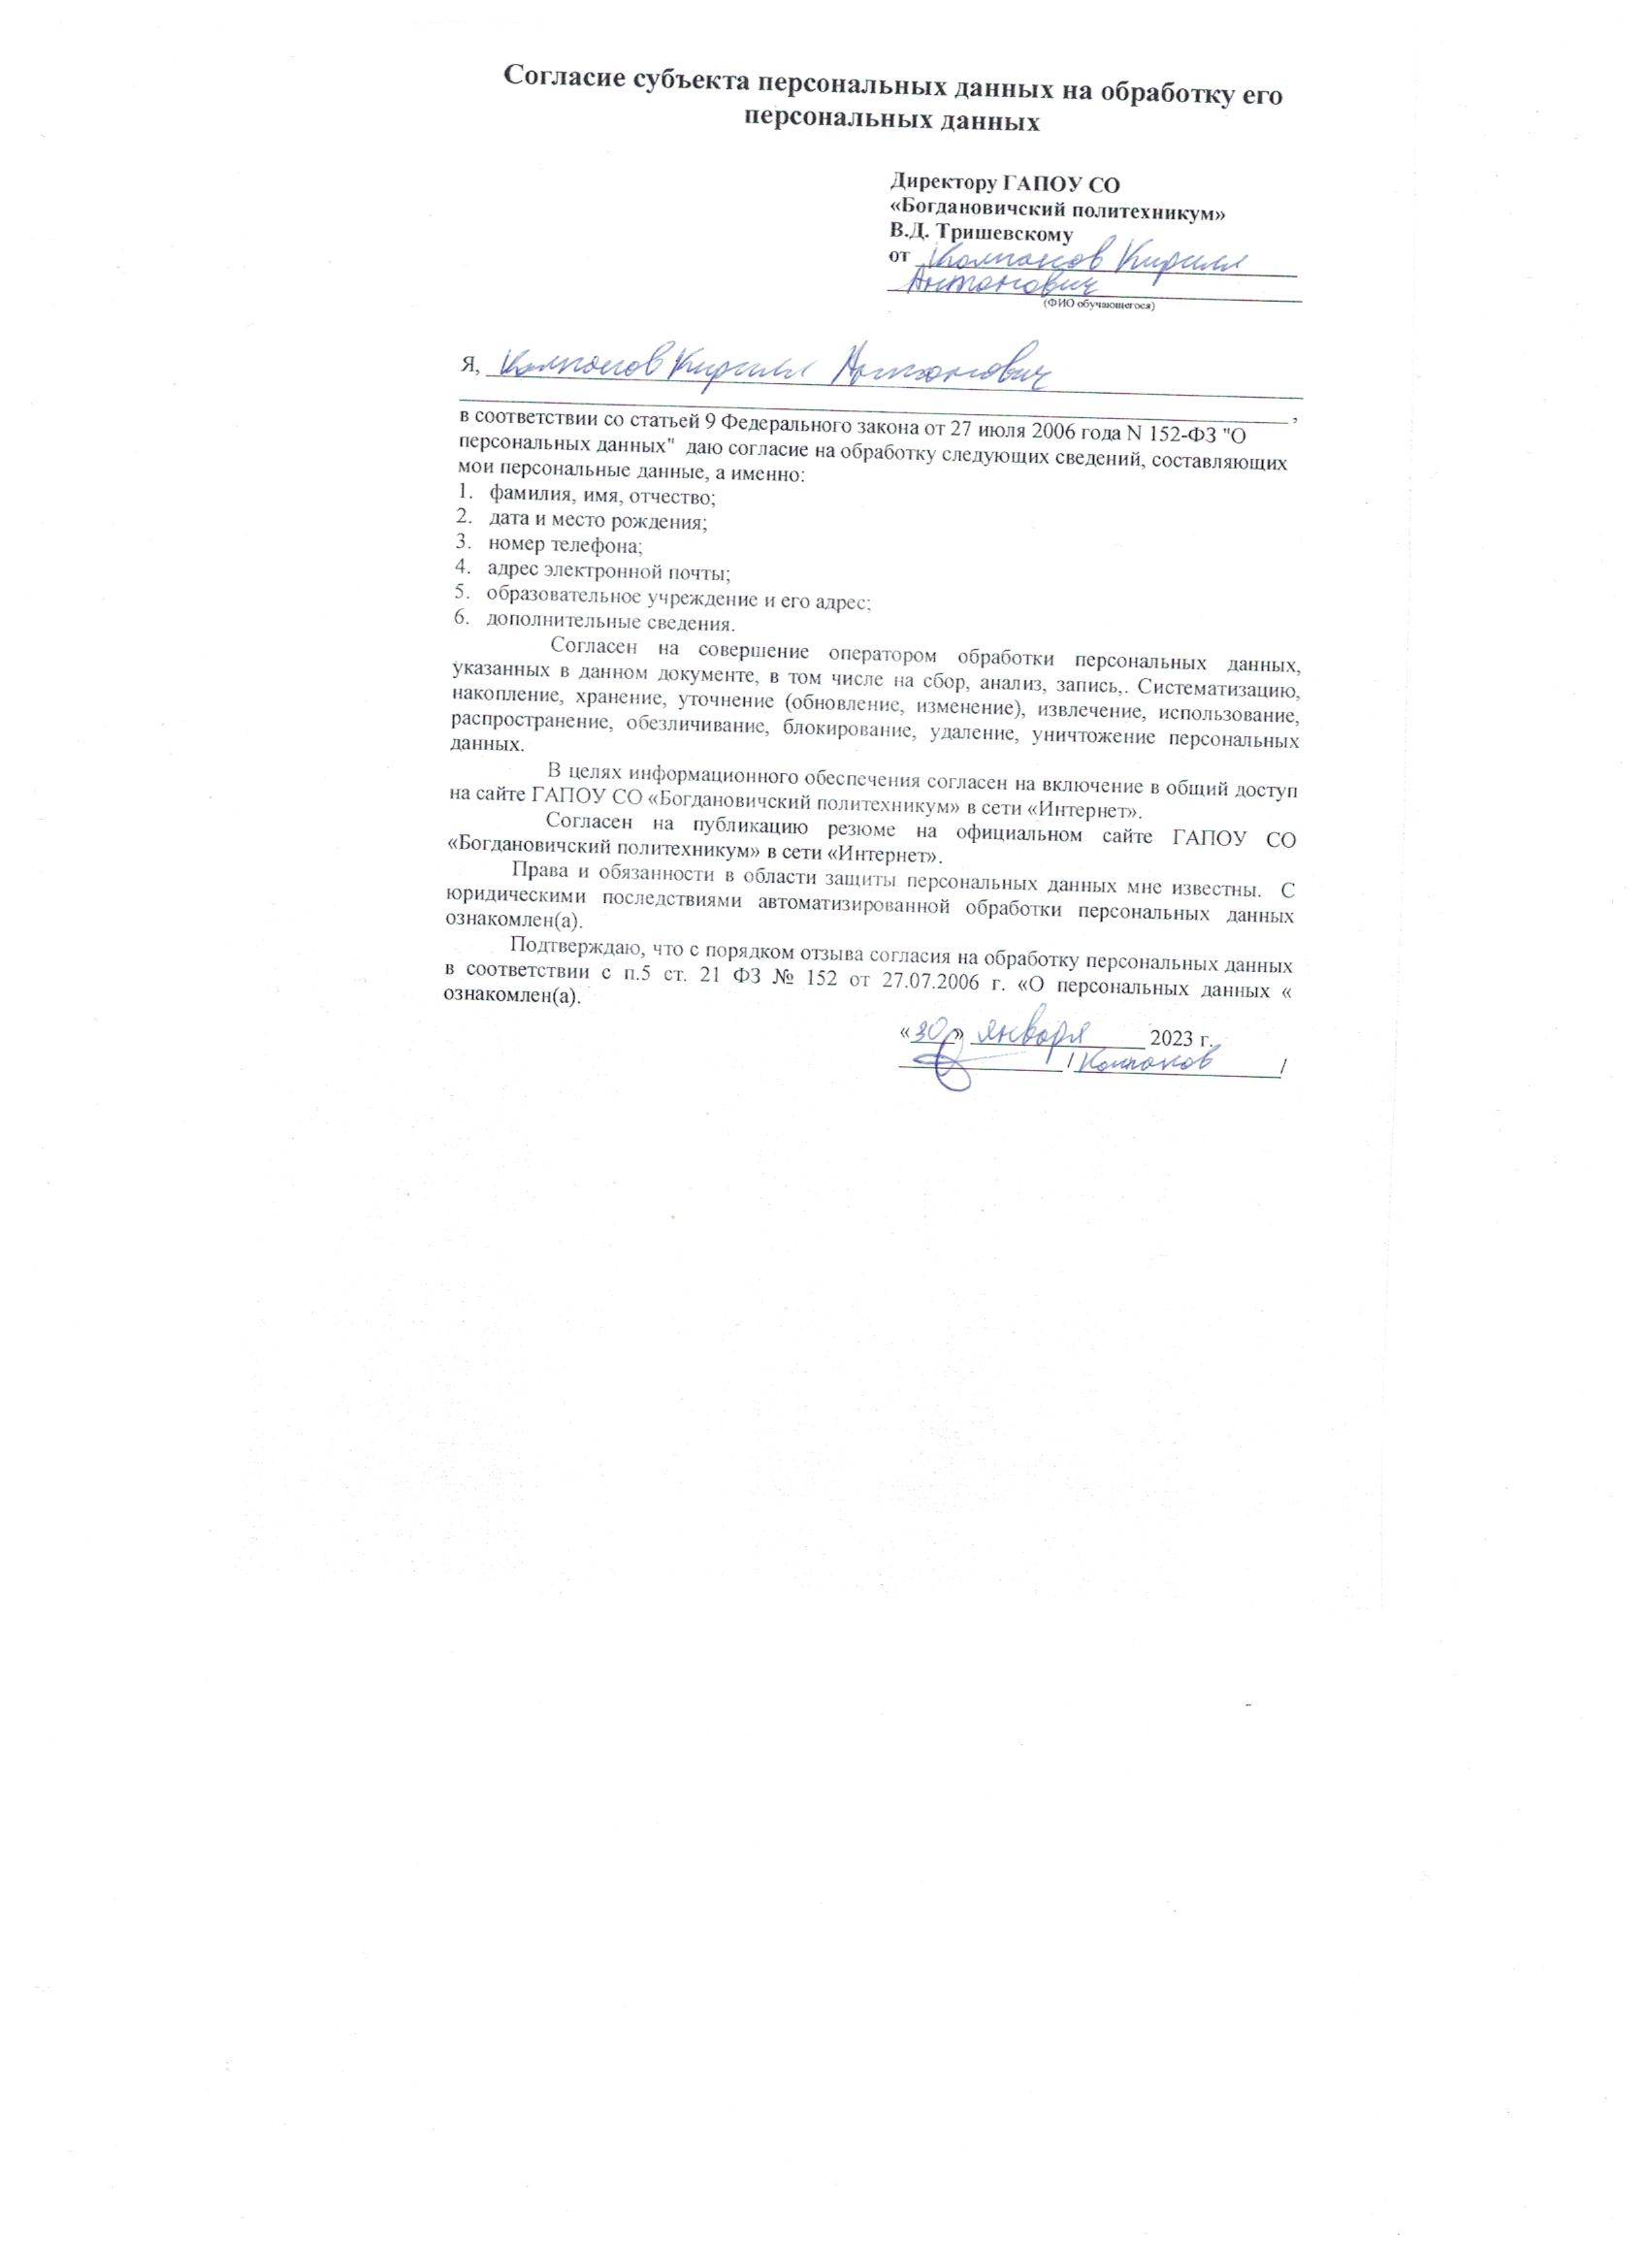 Согласие субъекта персональных данных на обработку его
персональных данных
Директору ГАПОУ СО
«Богдановичский политехникум»
В.Д. Тришевскому
от Колпаков Кирилл
Антонович
(ФИО обучающегося)
Я, Колпаков Кирилл Антонович
,
в соответствии со статьей 9 Федерального закона от 27 июля 2006 года N 152-ФЗ "О
персональных данных" даю согласие на обработку следующих сведений, составляющих
мои персональные данные, а именно:
1. фамилия, имя, отчество;
2. дата и место рождения;
3. номер телефона;
4. адрес электронной почты;
5. образовательное учреждение и его адрес;
6. дополнительные сведения.
Согласен на совершение оператором обработки персональных данных,
указанных в данном документе, в том числе на сбор, анализ, запись,. Систематизацию,
накопление, хранение, уточнение (обновление, изменение), извлечение, использование,
распространение, обезличивание, блокирование, удаление, уничтожение персональных
данных.
В целях информационного обеспечения согласен на включение в общий доступ
на сайте ГАПОУ СО «Богдановичский политехникум» в сети «Интернет».
Согласен на публикацию резюме на официальном сайте ГАПОУ СО
«Богдановичский политехникум» в сети «Интернет».
Права и обязанности в области защиты персональных данных мне известны. С
юридическими последствиями автоматизированной обработки персональных данных
ознакомлен(а).
Подтверждаю, что с порядком отзыва согласия на обработку персональных данных
в соответствии с п.5 ст. 21 ФЗ № 152 от 27.07.2006 г. «О персональных данных «
ознакомлен(а).
«30» января 2023 г.
/ Колпаков /